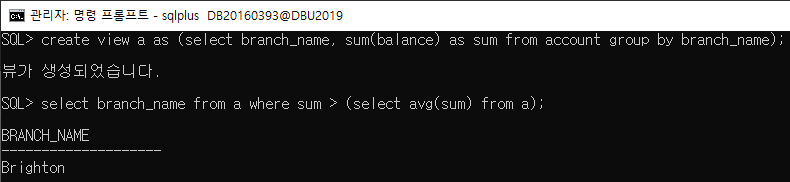 관리자: 명령 프롬프트 - sqlplus DB20160393@DBU2019
SQL> create view a as (select branch_name, sum(balance) as sum from account group by branch_name);
뷰가 생성되었습니다.
SQL> select branch_name from a where sum > (select avg(sum) from a);
BRANCH_NAME
--------------------
Brighton